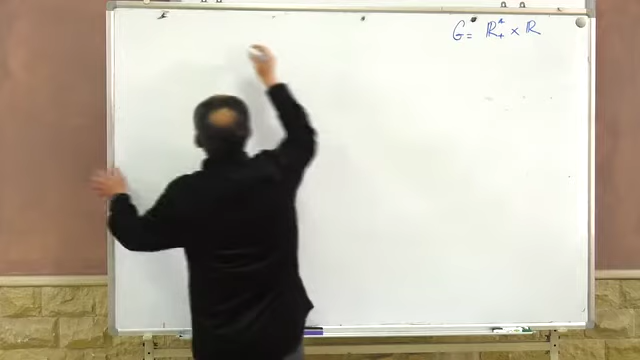 G = ℝ₊* × ℝ